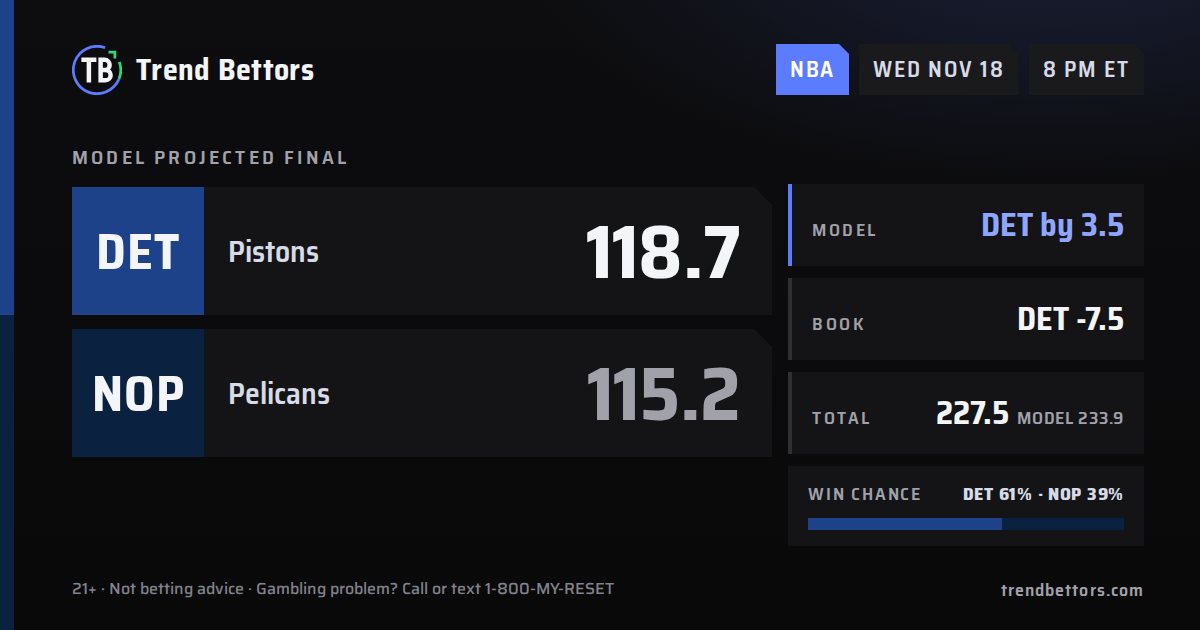 TB Trend Bettors
NBA WED NOV 18 8 PM ET
MODEL PROJECTED FINAL
DET Pistons 118.7
NOP Pelicans 115.2
MODEL DET by 3.5
BOOK DET -7.5
TOTAL 227.5 MODEL 233.9
WIN CHANCE DET 61% · NOP 39%
21+ · Not betting advice · Gambling problem? Call or text 1-800-MY-RESET
trendbettors.com